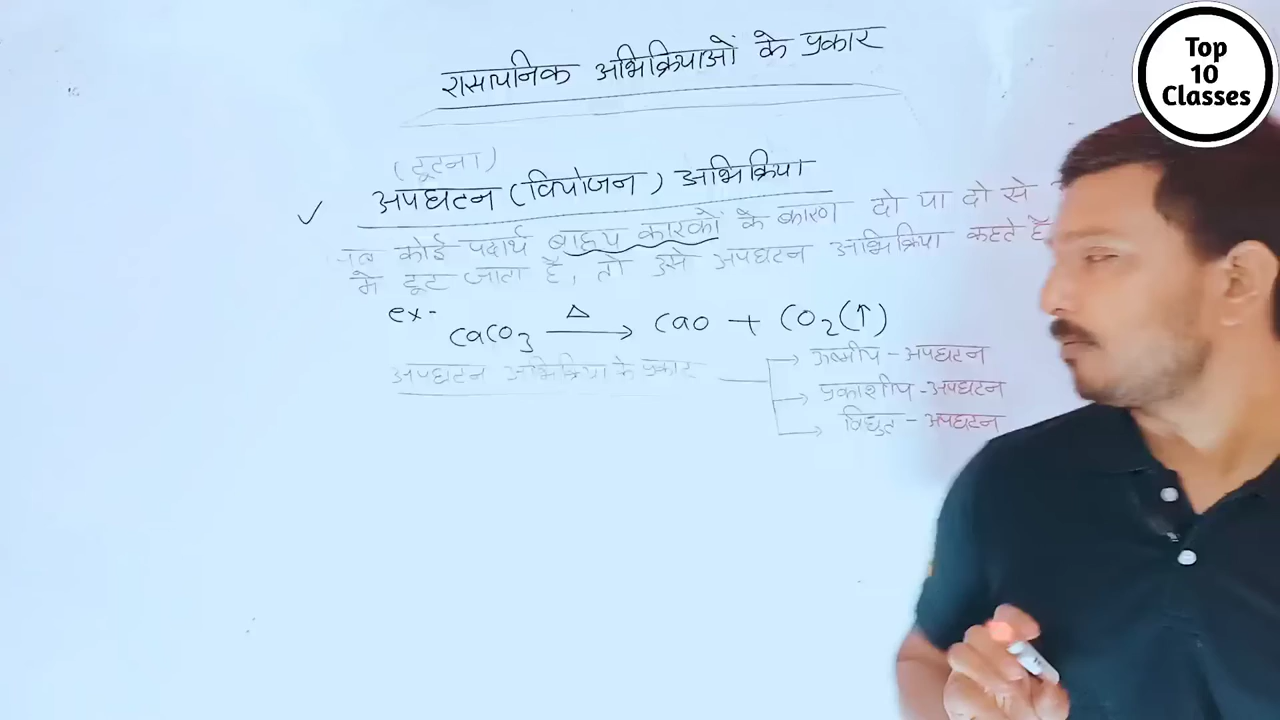 Top
10
Classes
रासायनिक अभिक्रियाओं के प्रकार
(टूटना)
अपघटन (वियोजन) अभिक्रिया
जब कोई पदार्थ बाह्य कारकों के कारण दो या दो से
में टूट जाता है, तो उसे अपघटन अभिक्रिया कहते हैं
ex-
CaCO3 —Δ→ CaO + CO2(↑)
अपघटन अभिक्रिया के प्रकार
→ ऊष्मीय - अपघटन
→ प्रकाशीय - अपघटन
→ विद्युत - अपघटन